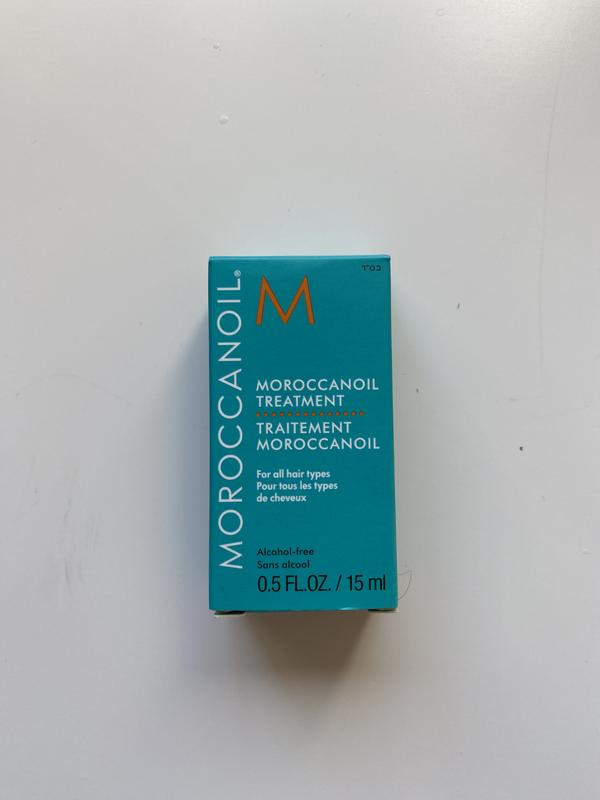 MOROCCANOIL®
M
כס"ד
MOROCCANOIL
TREATMENT
TRAITEMENT
MOROCCANOIL
For all hair types
Pour tous les types
de cheveux
Alcohol-free
Sans alcool
0.5 FL.OZ. / 15 ml